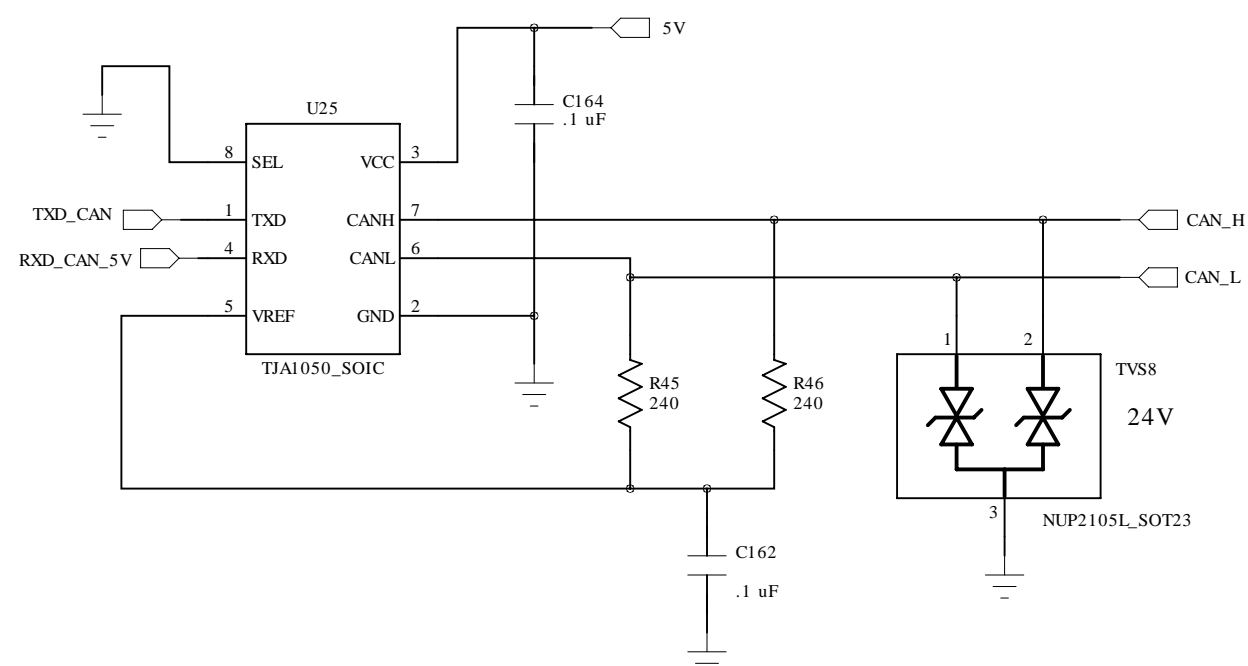 5V
U25
C164
.1 uF
8 SEL VCC 3
TXD_CAN 1 TXD CANH 7 CAN_H
RXD_CAN_5V 4 RXD CANL 6 CAN_L
5 VREF GND 2
TJA1050_SOIC
1 2
TVS8
R45
240
R46
240
24V
3
NUP2105L_SOT23
C162
.1 uF